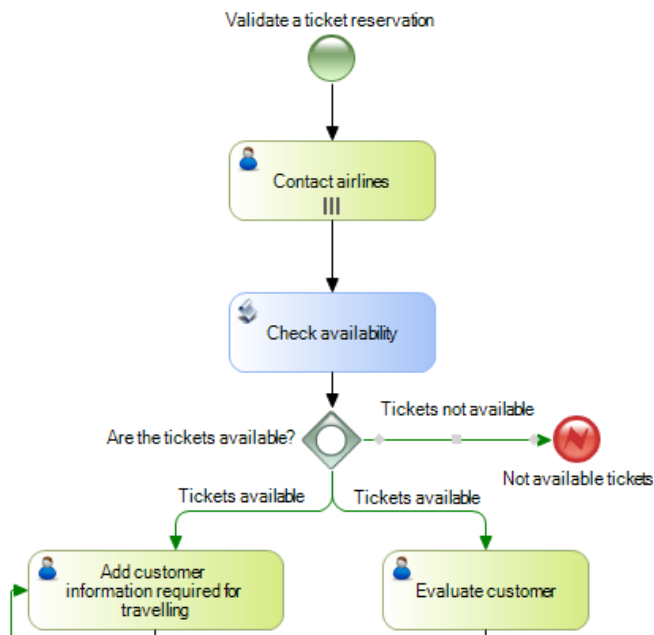 Validate a ticket reservation
Contact airlines
Check availability
Tickets not available
Are the tickets available?
Not available tickets
Tickets available
Tickets available
Add customer
information required for
travelling
Evaluate customer